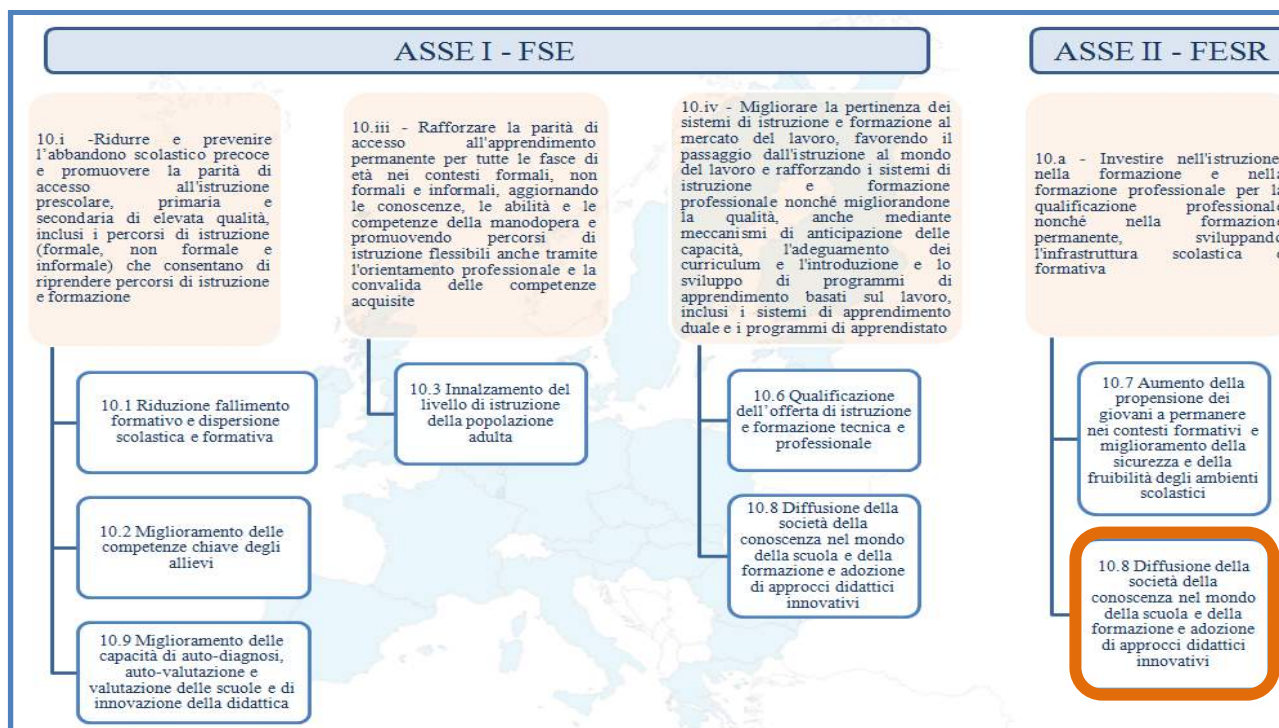 ASSE I - FSE
10.i -Ridurre e prevenire
l'abbandono scolastico precoce
e promuovere la parità di
accesso all'istruzione
prescolare, primaria e
secondaria di elevata qualità,
inclusi i percorsi di istruzione
(formale, non formale e
informale) che consentano di
riprendere percorsi di istruzione
e formazione
10.1 Riduzione fallimento
formativo e dispersione
scolastica e formativa
10.2 Miglioramento delle
competenze chiave degli
allievi
10.9 Miglioramento delle
capacità di auto-diagnosi,
auto-valutazione e
valutazione delle scuole e di
innovazione della didattica
10.iii - Rafforzare la parità di
accesso all'apprendimento
permanente per tutte le fasce di
età nei contesti formali, non
formali e informali, aggiornando
le conoscenze, le abilità e le
competenze della manodopera e
promuovendo percorsi di
istruzione flessibili anche tramite
l'orientamento professionale e la
convalida delle competenze
acquisite
10.3 Innalzamento del
livello di istruzione
della popolazione
adulta
10.iv - Migliorare la pertinenza dei
sistemi di istruzione e formazione al
mercato del lavoro, favorendo il
passaggio dall'istruzione al mondo
del lavoro e rafforzando i sistemi di
istruzione e formazione
professionale nonché migliorandone
la qualità, anche mediante
meccanismi di anticipazione delle
capacità, l'adeguamento dei
curriculum e l'introduzione e lo
sviluppo di programmi di
apprendimento basati sul lavoro,
inclusi i sistemi di apprendimento
duale e i programmi di apprendistato
10.6 Qualificazione
dell'offerta di istruzione
e formazione tecnica e
professionale
10.8 Diffusione della
società della
conoscenza nel mondo
della scuola e della
formazione e adozione
di approcci didattici
innovativi
ASSE II - FESR
10.a - Investire nell'istruzione
nella formazione e nella
formazione professionale per la
qualificazione professionale
nonché nella formazione
permanente, sviluppando
l'infrastruttura scolastica e
formativa
10.7 Aumento della
propensione dei
giovani a permanere
nei contesti formativi e
miglioramento della
sicurezza e della
fruibilità degli ambienti
scolastici
10.8 Diffusione della
società della
conoscenza nel mondo
della scuola e della
formazione e adozione
di approcci didattici
innovativi